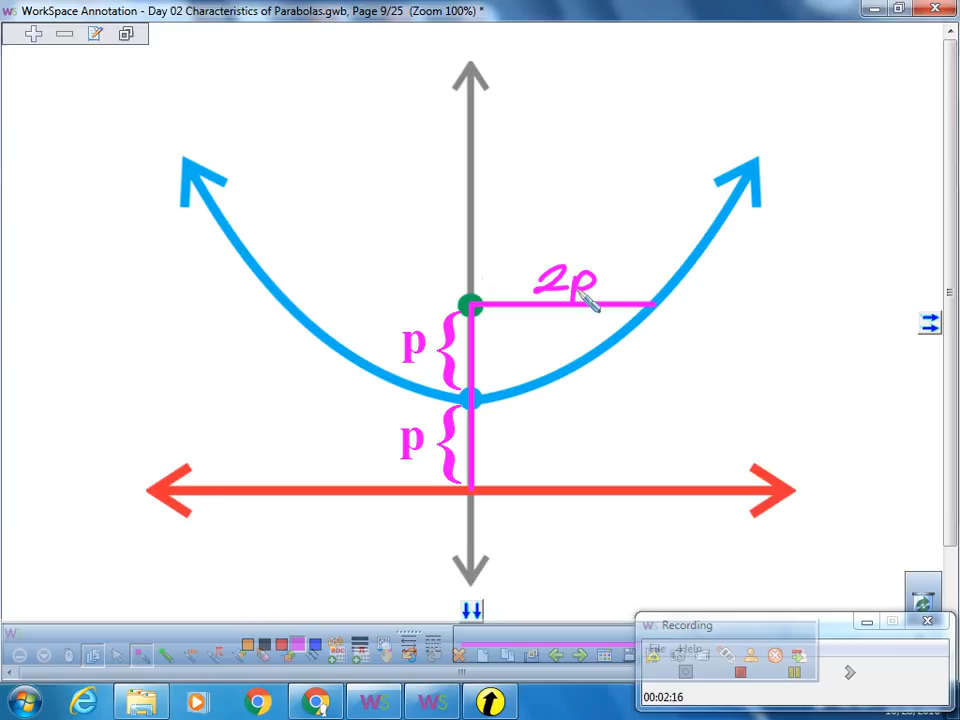 WorkSpace Annotation - Day 02 Characteristics of Parabolas.gwb, Page 9/25 (Zoom 100%) *
2p
p
p
Recording
File Help
00:02:16